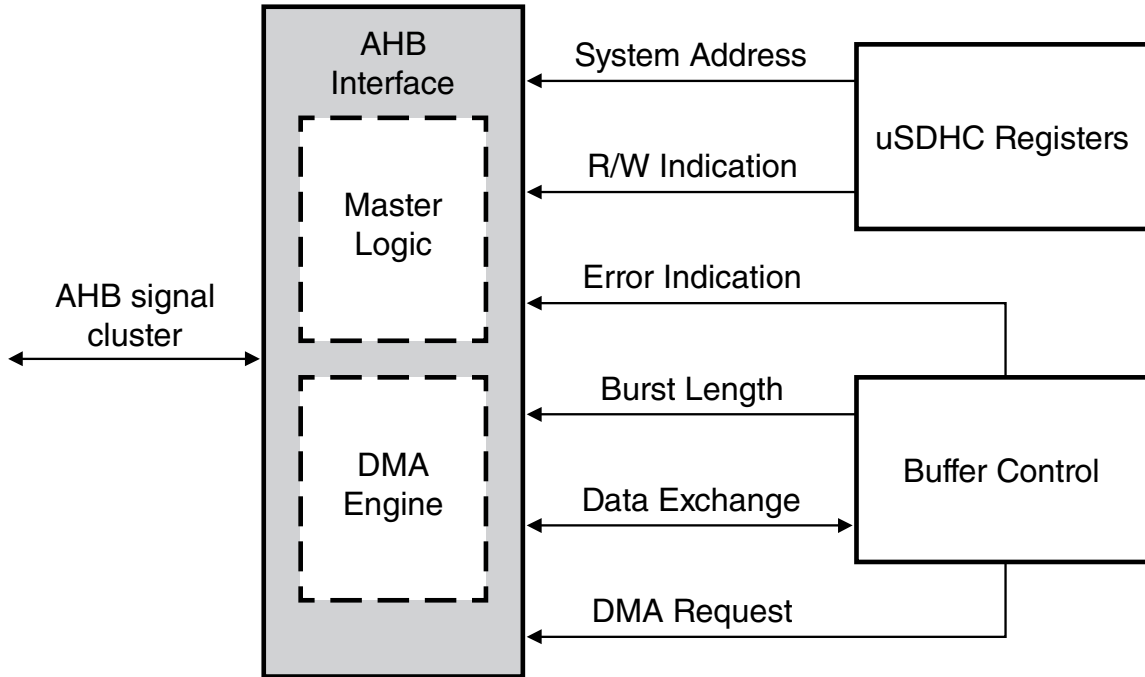 AHB
Interface
Master
Logic
DMA
Engine
AHB signal
cluster
System Address
R/W Indication
Error Indication
Burst Length
Data Exchange
DMA Request
uSDHC Registers
Buffer Control